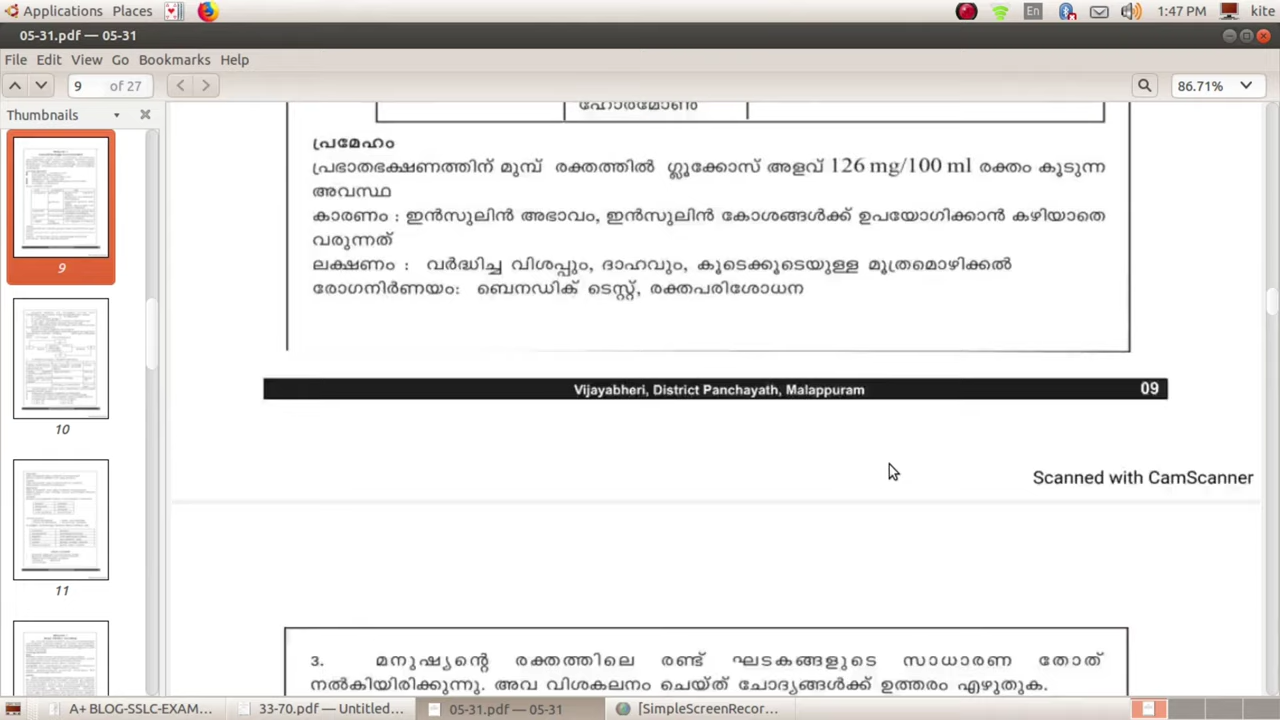 Applications Places En 1:47 PM kite
05-31.pdf — 05-31
File Edit View Go Bookmarks Help
9 of 27 86.71%
Thumbnails
ഹോർമോൺ
പ്രമേഹം
പ്രഭാതഭക്ഷണത്തിന് മുമ്പ് രക്തത്തിൽ ഗ്ലൂക്കോസ് അളവ് 126 mg/100 ml രക്തം കൂടുന്ന
അവസ്ഥ
കാരണം : ഇൻസുലിൻ അഭാവം, ഇൻസുലിൻ കോശങ്ങൾക്ക് ഉപയോഗിക്കാൻ കഴിയാതെ
വരുന്നത്
ലക്ഷണം : വർദ്ധിച്ച വിശപ്പും, ദാഹവും, കൂടെക്കൂടെയുള്ള മൂത്രമൊഴിക്കൽ
രോഗനിർണയം: ബെനഡിക് ടെസ്റ്റ്, രക്തപരിശോധന
Vijayabheri, District Panchayath, Malappuram 09
Scanned with CamScanner
3. മനുഷ്യന്റെ രക്തത്തിലെ രണ്ട് ഘടകങ്ങളുടെ സാധാരണ തോത്
നൽകിയിരിക്കുന്നു. അവ വിശകലനം ചെയ്ത് ചോദ്യങ്ങൾക്ക് ഉത്തരം എഴുതുക.
9
10
11
A+ BLOG-SSLC-EXAM... 33-70.pdf — Untitled... 05-31.pdf — 05-31 [SimpleScreenRecor...